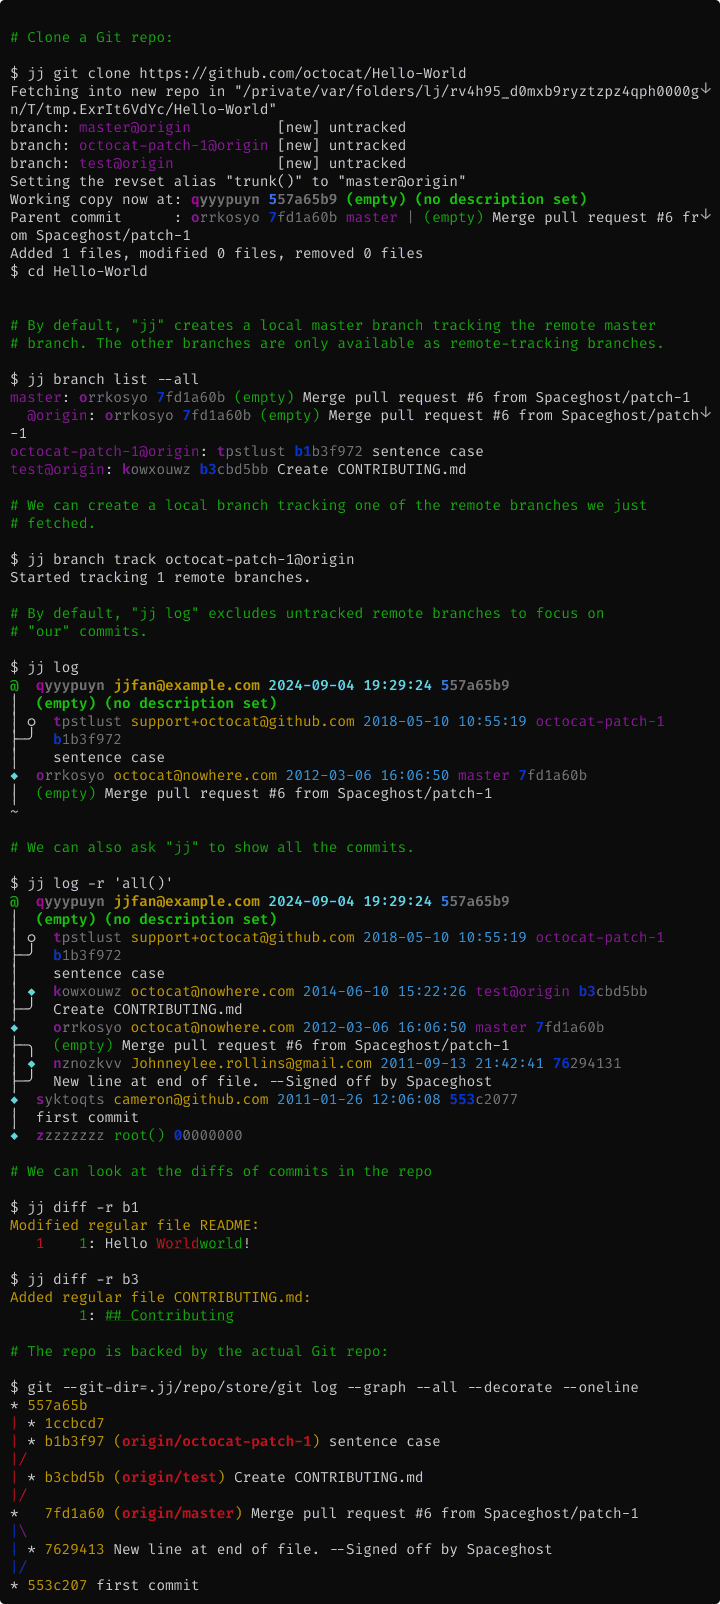 # Clone a Git repo:
$ jj git clone https://github.com/octocat/Hello-World
Fetching into new repo in "/private/var/folders/lj/rv4h95_d0mxb9ryztzpz4qph0000g↓
n/T/tmp.ExrIt6VdYc/Hello-World"
branch: master@origin          [new] untracked
branch: octocat-patch-1@origin [new] untracked
branch: test@origin            [new] untracked
Setting the revset alias "trunk()" to "master@origin"
Working copy now at: qyyypuyn 557a65b9 (empty) (no description set)
Parent commit      : orrkosyo 7fd1a60b master | (empty) Merge pull request #6 fr↓
om Spaceghost/patch-1
Added 1 files, modified 0 files, removed 0 files
$ cd Hello-World
# By default, "jj" creates a local master branch tracking the remote master
# branch. The other branches are only available as remote-tracking branches.
$ jj branch list --all
master: orrkosyo 7fd1a60b (empty) Merge pull request #6 from Spaceghost/patch-1
  @origin: orrkosyo 7fd1a60b (empty) Merge pull request #6 from Spaceghost/patch↓
-1
octocat-patch-1@origin: tpstlust b1b3f972 sentence case
test@origin: kowxouwz b3cbd5bb Create CONTRIBUTING.md
# We can create a local branch tracking one of the remote branches we just
# fetched.
$ jj branch track octocat-patch-1@origin
Started tracking 1 remote branches.
# By default, "jj log" excludes untracked remote branches to focus on
# "our" commits.
$ jj log
@  qyyypuyn jjfan@example.com 2024-09-04 19:29:24 557a65b9
│  (empty) (no description set)
│ ○  tpstlust support+octocat@github.com 2018-05-10 10:55:19 octocat-patch-1
├─╯  b1b3f972
│    sentence case
◆  orrkosyo octocat@nowhere.com 2012-03-06 16:06:50 master 7fd1a60b
│  (empty) Merge pull request #6 from Spaceghost/patch-1
~
# We can also ask "jj" to show all the commits.
$ jj log -r 'all()'
@  qyyypuyn jjfan@example.com 2024-09-04 19:29:24 557a65b9
│  (empty) (no description set)
│ ○  tpstlust support+octocat@github.com 2018-05-10 10:55:19 octocat-patch-1
├─╯  b1b3f972
│    sentence case
│ ◆  kowxouwz octocat@nowhere.com 2014-06-10 15:22:26 test@origin b3cbd5bb
├─╯  Create CONTRIBUTING.md
◆    orrkosyo octocat@nowhere.com 2012-03-06 16:06:50 master 7fd1a60b
├─╮  (empty) Merge pull request #6 from Spaceghost/patch-1
│ ◆  nznozkvv Johnneylee.rollins@gmail.com 2011-09-13 21:42:41 76294131
├─╯  New line at end of file. --Signed off by Spaceghost
◆  syktoqts cameron@github.com 2011-01-26 12:06:08 553c2077
│  first commit
◆  zzzzzzzz root() 00000000
# We can look at the diffs of commits in the repo
$ jj diff -r b1
Modified regular file README:
   1    1: Hello Worldworld!
$ jj diff -r b3
Added regular file CONTRIBUTING.md:
        1: ## Contributing
# The repo is backed by the actual Git repo:
$ git --git-dir=.jj/repo/store/git log --graph --all --decorate --oneline
* 557a65b
| * 1ccbcd7
| * b1b3f97 (origin/octocat-patch-1) sentence case
|/
| * b3cbd5b (origin/test) Create CONTRIBUTING.md
|/
*   7fd1a60 (origin/master) Merge pull request #6 from Spaceghost/patch-1
|\
| * 7629413 New line at end of file. --Signed off by Spaceghost
|/
* 553c207 first commit